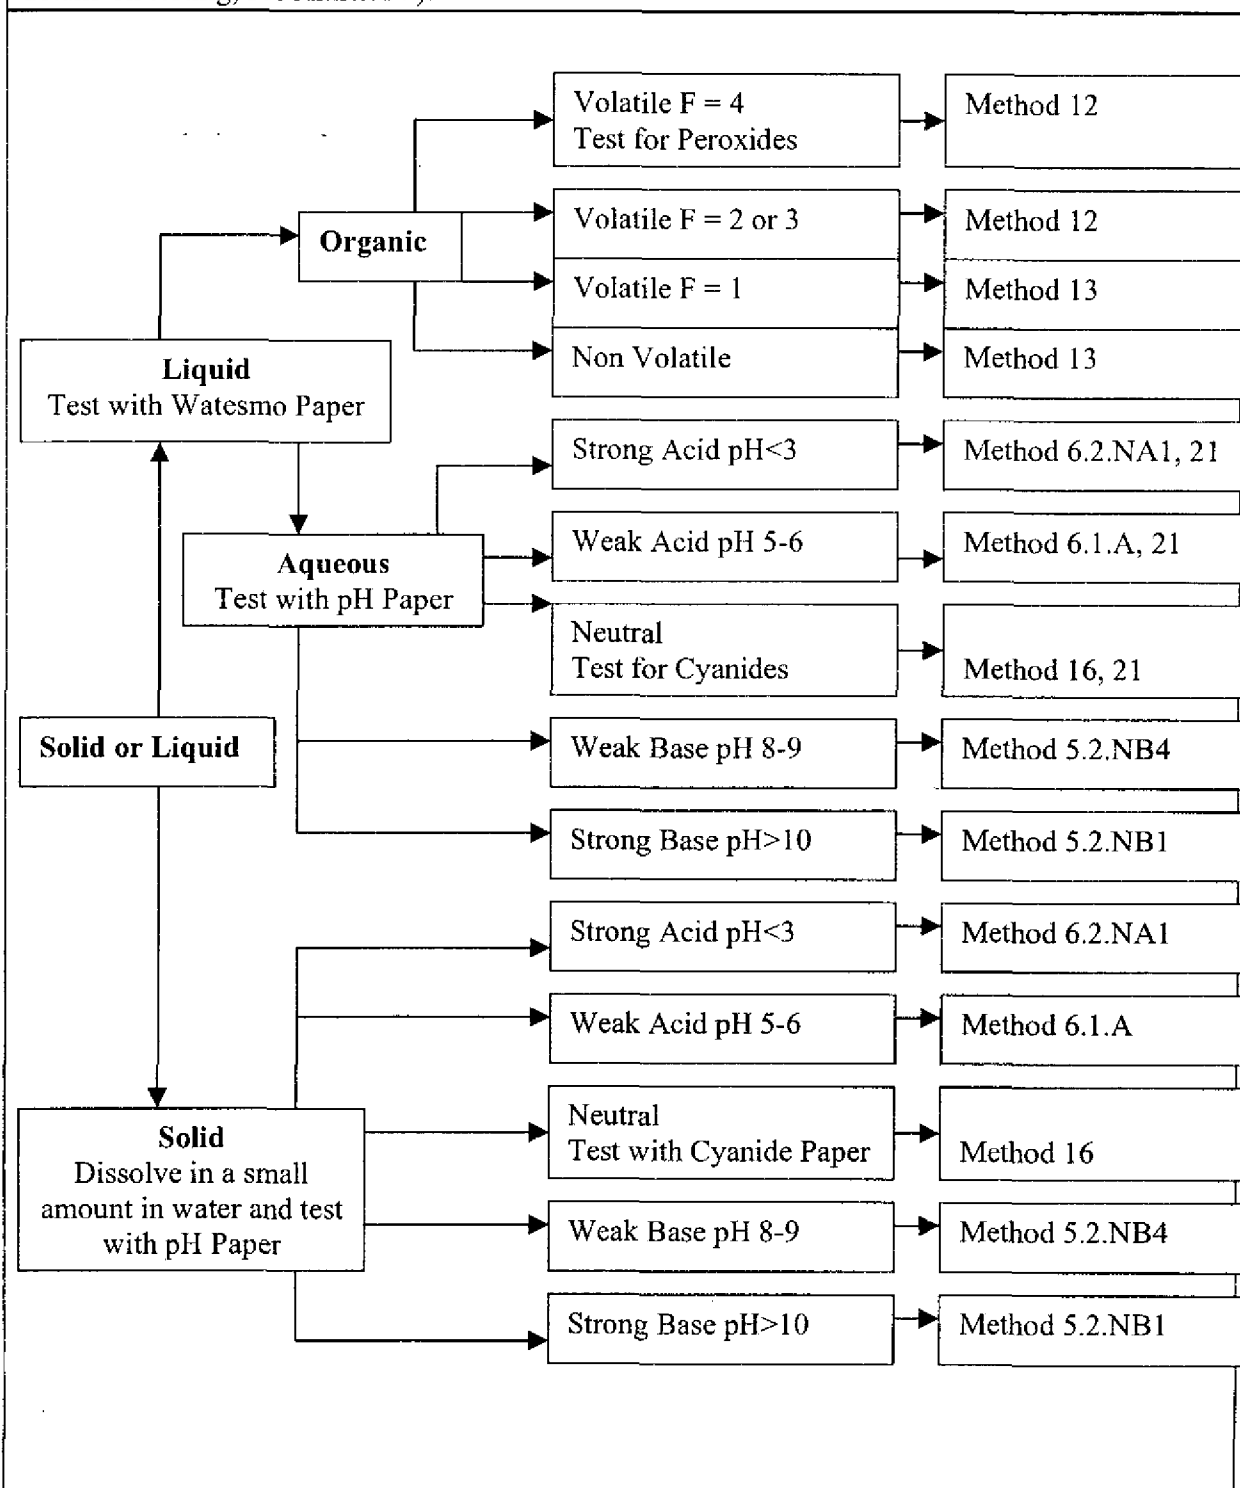 Volatile F = 4
Test for Peroxides
Method 12
Volatile F = 2 or 3
Method 12
Organic
Volatile F = 1
Method 13
Non Volatile
Method 13
Liquid
Test with Watesmo Paper
Strong Acid pH<3
Method 6.2.NA1, 21
Weak Acid pH 5-6
Method 6.1.A, 21
Aqueous
Test with pH Paper
Neutral
Test for Cyanides
Method 16, 21
Solid or Liquid
Weak Base pH 8-9
Method 5.2.NB4
Strong Base pH>10
Method 5.2.NB1
Strong Acid pH<3
Method 6.2.NA1
Weak Acid pH 5-6
Method 6.1.A
Solid
Dissolve in a small
amount in water and test
with pH Paper
Neutral
Test with Cyanide Paper
Method 16
Weak Base pH 8-9
Method 5.2.NB4
Strong Base pH>10
Method 5.2.NB1